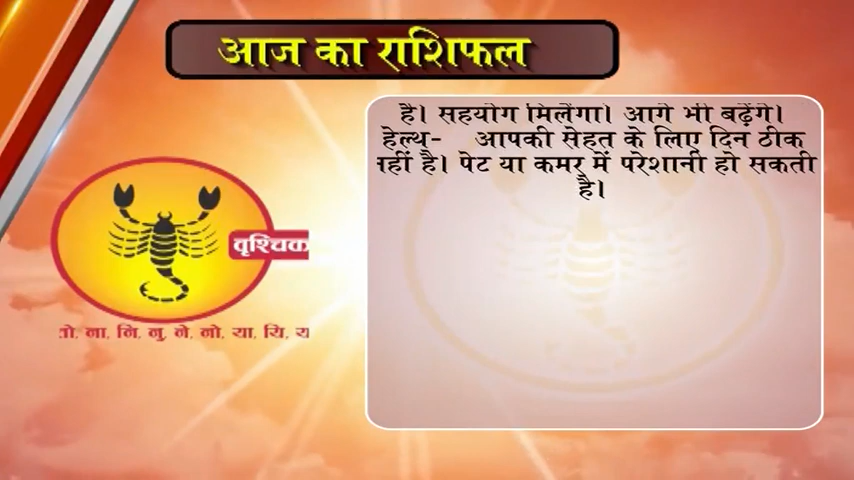 आज का राशिफल
है। सहयोग मिलेगा। आगे भी बढ़ेंगे।
हेल्थ- आपकी सेहत के लिए दिन ठीक
नहीं है। पेट या कमर में परेशानी हो सकती
है।
वृश्चिक
ना, नि, नु, ने, नो, या, यि,